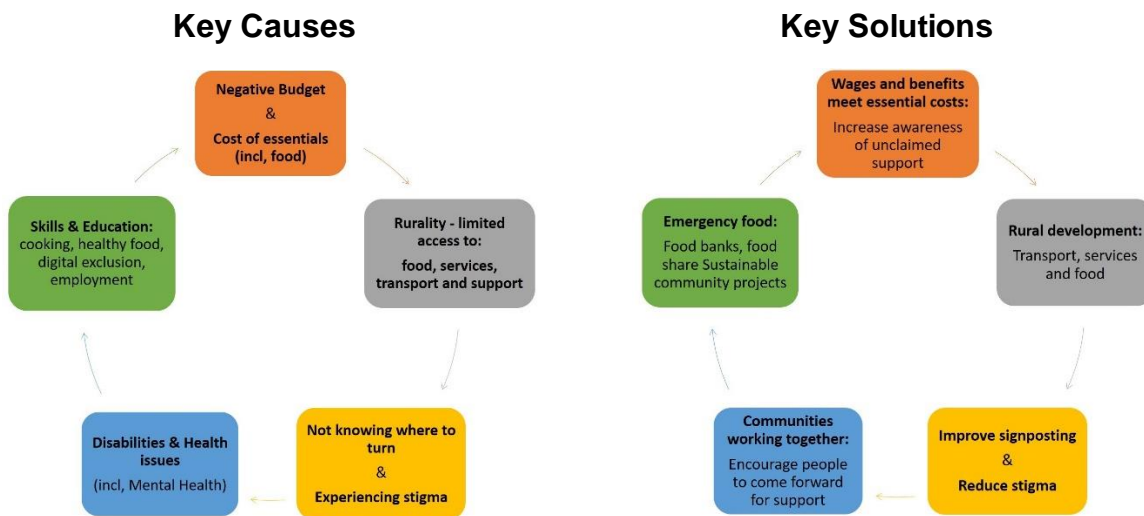 Key Causes
Negative Budget
&
Cost of essentials
(incl, food)
Rurality - limited
access to:
food, services,
transport and support
Not knowing where to
turn
&
Experiencing stigma
Disabilities & Health
issues
(incl, Mental Health)
Skills & Education:
cooking, healthy food,
digital exclusion,
employment
Key Solutions
Wages and benefits
meet essential costs:
Increase awareness
of unclaimed
support
Rural development:
Transport, services
and food
Improve signposting
&
Reduce stigma
Communities
working together:
Encourage people
to come forward
for support
Emergency food:
Food banks, food
share Sustainable
community projects